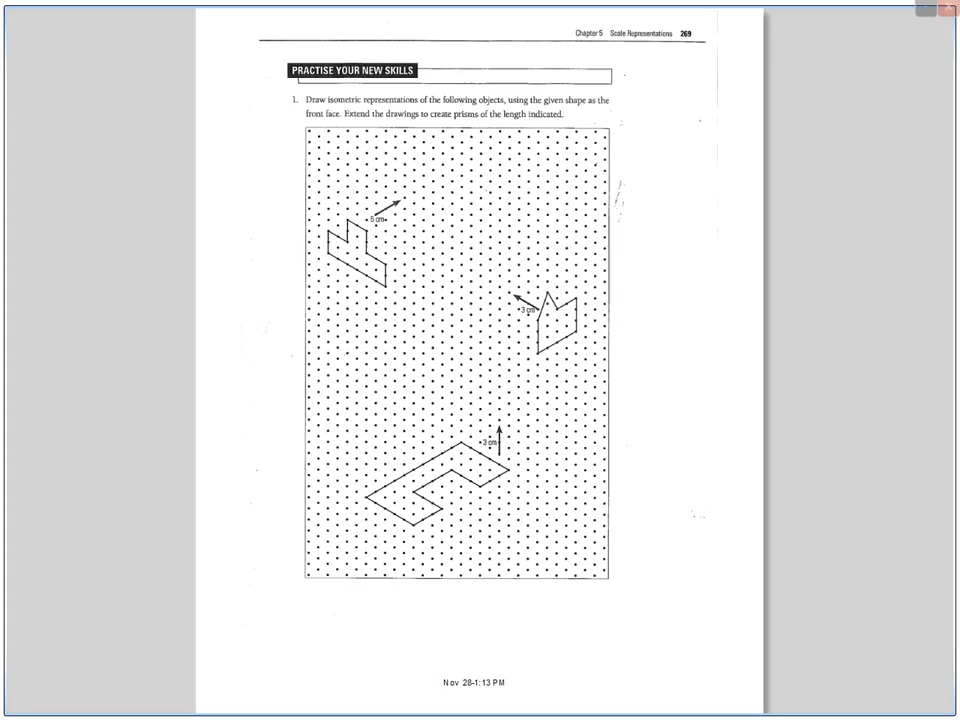 Chapter 5 Scale Representations 269
PRACTISE YOUR NEW SKILLS
1. Draw isometric representations of the following objects, using the given shape as the
front face. Extend the drawings to create prisms of the length indicated.
5 cm
3 cm
3 cm
Nov 28-1:13 PM